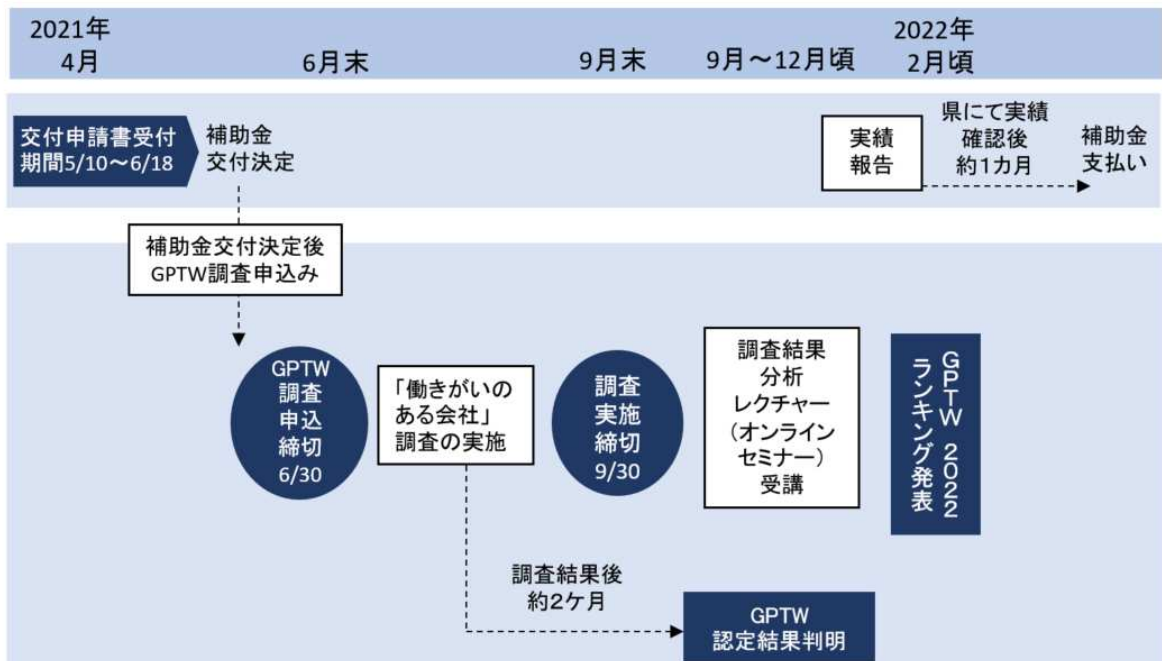 2021年
4月
6月末
9月末
9月～12月頃
2022年
2月頃
交付申請書受付
期間5/10～6/18
補助金
交付決定
実績
報告
県にて実績
確認後
約1カ月
補助金
支払い
補助金交付決定後
GPTW調査申込み
GPTW
調査
申込
締切
6/30
「働きがいの
ある会社」
調査の実施
調査
実施
締切
9/30
調査結果
分析
レクチャー
（オンライン
セミナー）
受講
GPTW 2022
ランキング発表
調査結果後
約2ケ月
GPTW
認定結果判明